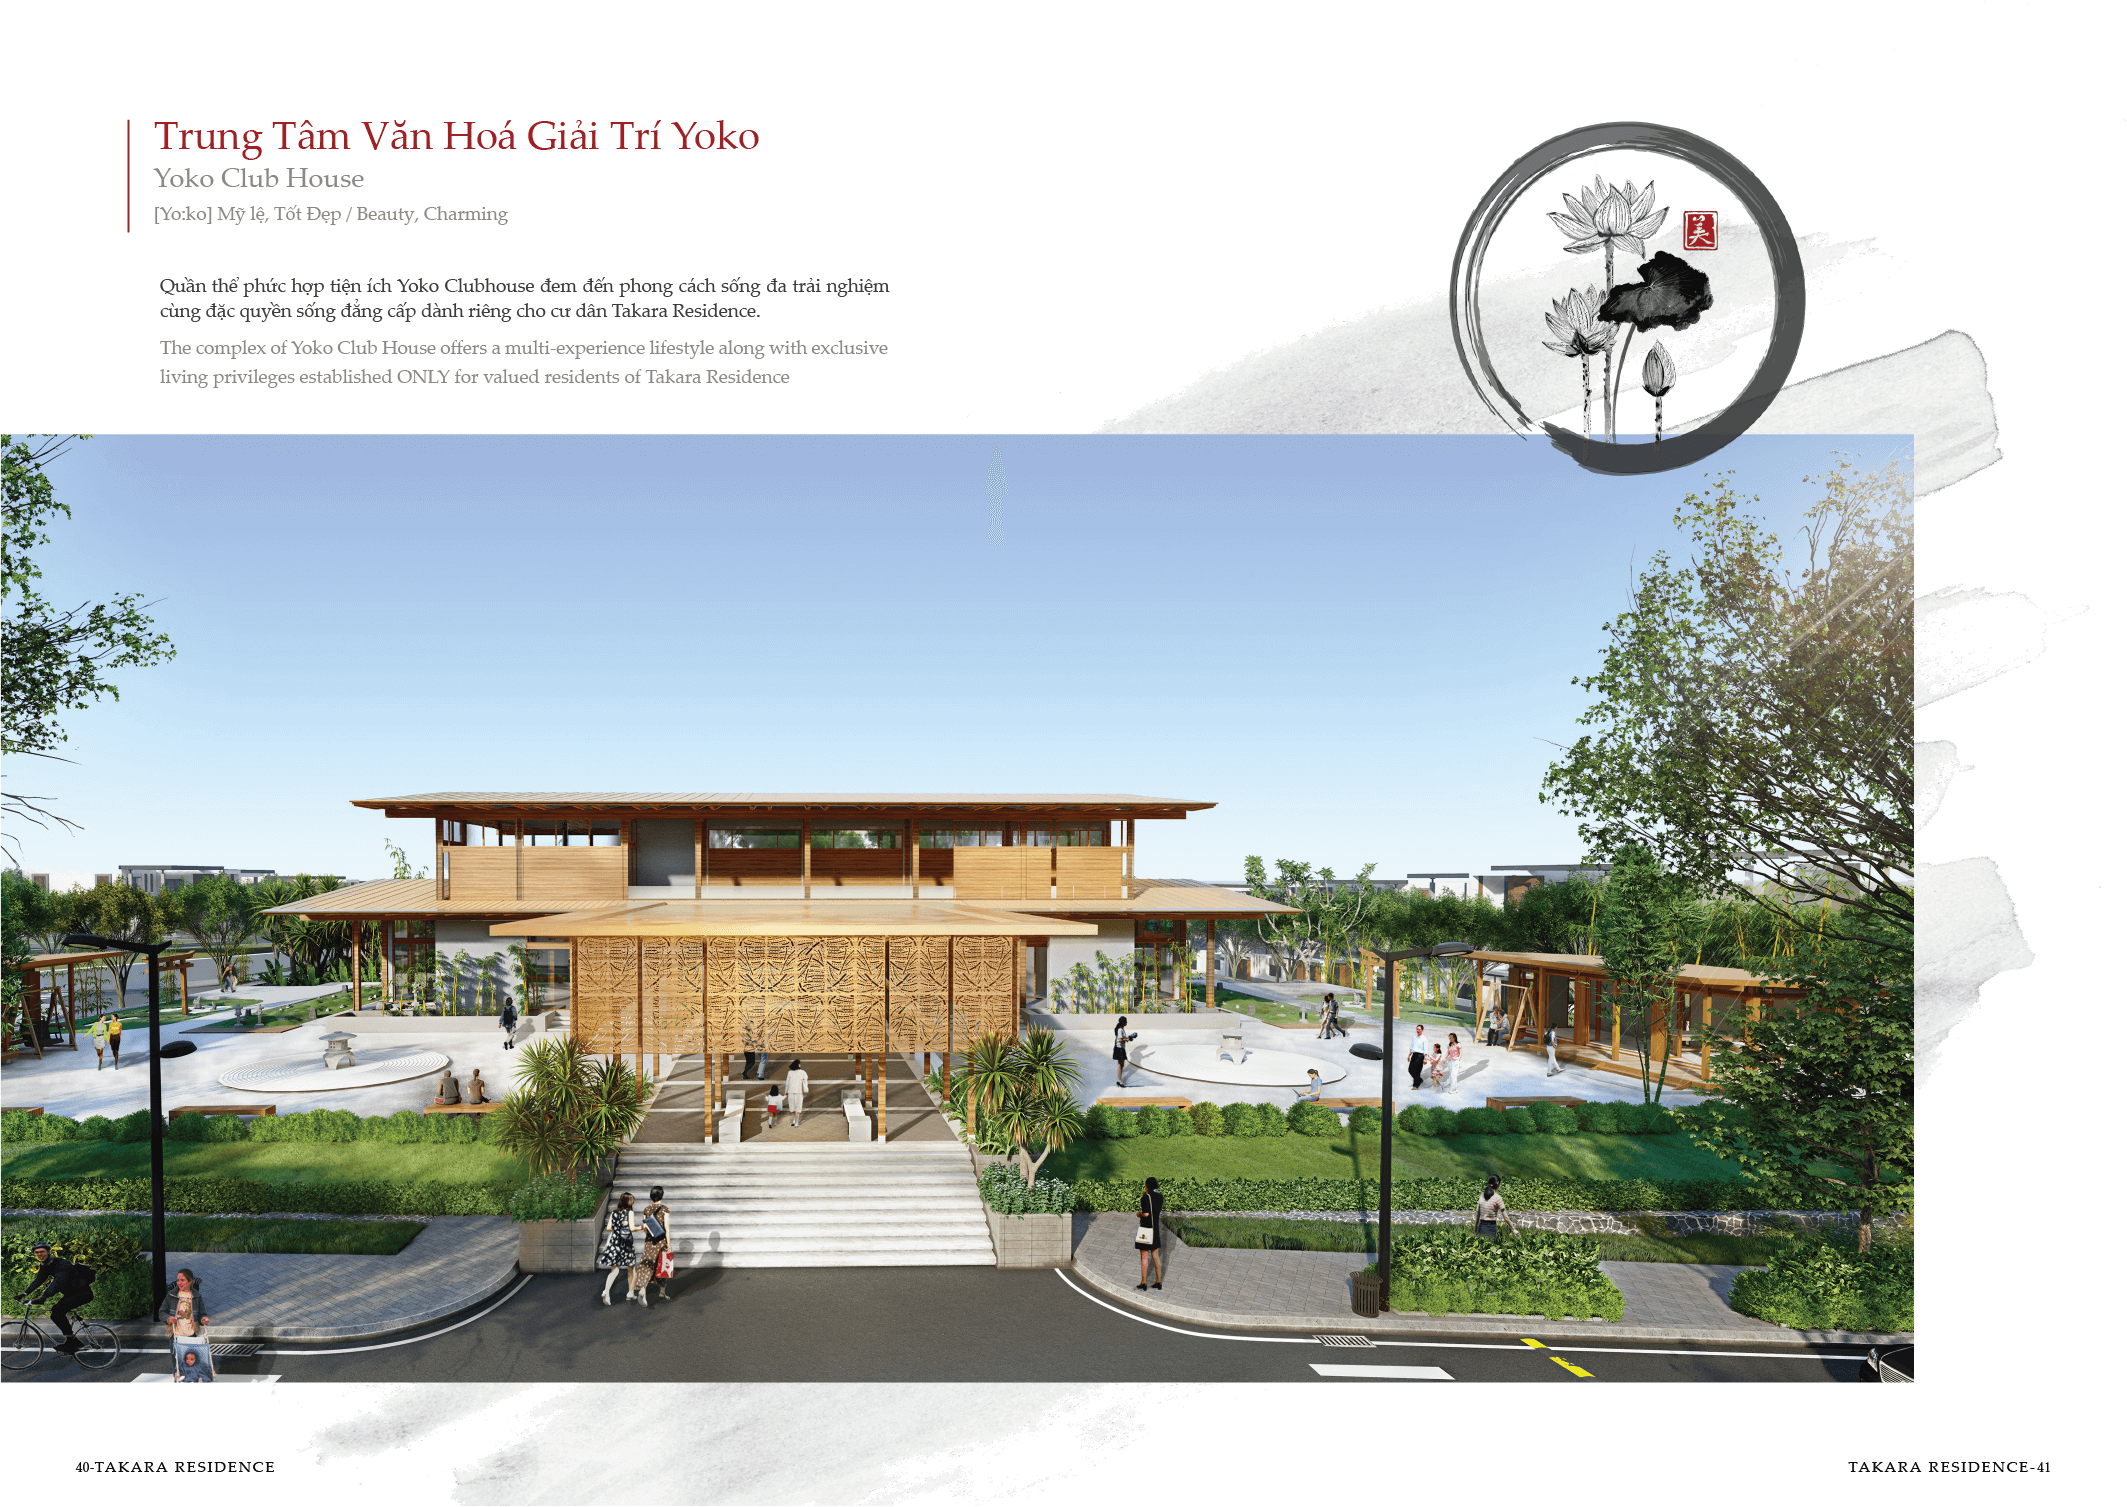 Trung Tâm Văn Hoá Giải Trí Yoko
Yoko Club House
[Yo:ko] Mỹ lệ, Tốt Đẹp / Beauty, Charming
Quần thể phức hợp tiện ích Yoko Clubhouse đem đến phong cách sống đa trải nghiệm
cùng đặc quyền sống đẳng cấp dành riêng cho cư dân Takara Residence.
The complex of Yoko Club House offers a multi-experience lifestyle along with exclusive
living privileges established ONLY for valued residents of Takara Residence
美
40-TAKARA RESIDENCE
TAKARA RESIDENCE-41